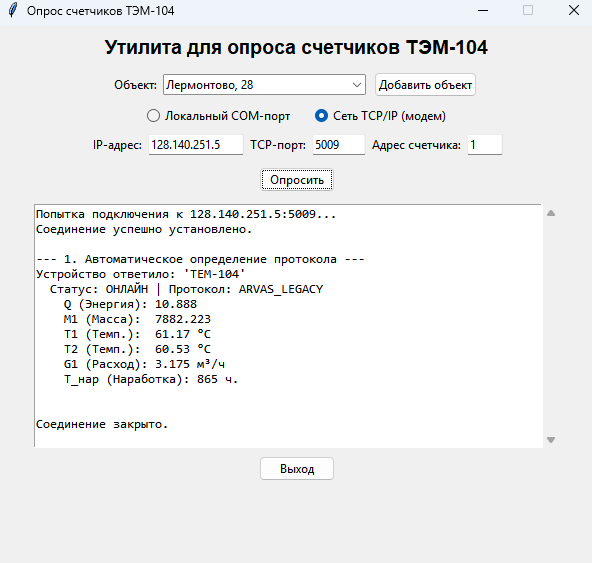 Опрос счетчиков ТЭМ-104
Утилита для опроса счетчиков ТЭМ-104
Объект: Лермонтово, 28 Добавить объект
Локальный COM-порт Сеть TCP/IP (модем)
IP-адрес: 128.140.251.5 TCP-порт: 5009 Адрес счетчика: 1
Опросить
Попытка подключения к 128.140.251.5:5009...
Соединение успешно установлено.
--- 1. Автоматическое определение протокола ---
Устройство ответило: 'TEM-104'
Статус: ОНЛАЙН | Протокол: ARVAS_LEGACY
Q (Энергия): 10.888
M1 (Масса): 7882.223
T1 (Темп.): 61.17 °C
T2 (Темп.): 60.53 °C
G1 (Расход): 3.175 м³/ч
T_нар (Наработка): 865 ч.
Соединение закрыто.
Выход